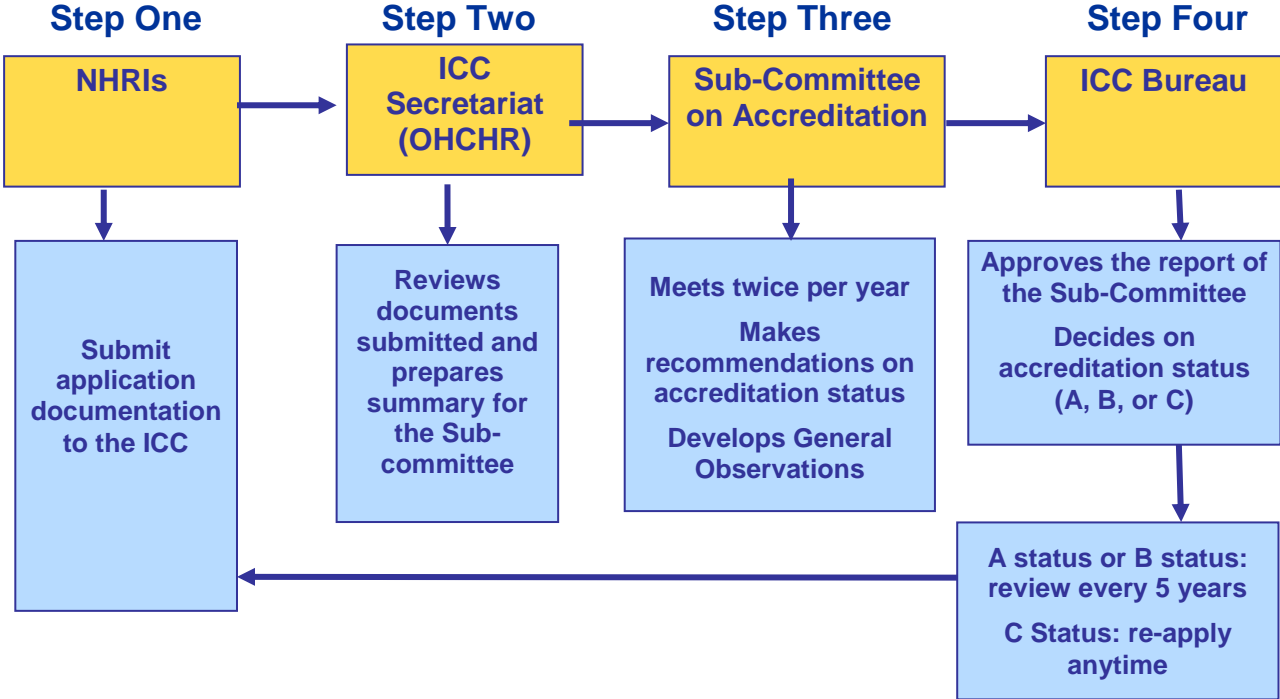 Step One
Step Two
Step Three
Step Four
NHRIs
ICC
Secretariat
(OHCHR)
Sub-Committee
on Accreditation
ICC Bureau
Submit
application
documentation
to the ICC
Reviews
documents
submitted and
prepares
summary for
the Sub-
committee
Meets twice per year
Makes
recommendations on
accreditation status
Develops General
Observations
Approves the report of
the Sub-Committee
Decides on
accreditation status
(A, B, or C)
A status or B status:
review every 5 years
C Status: re-apply
anytime